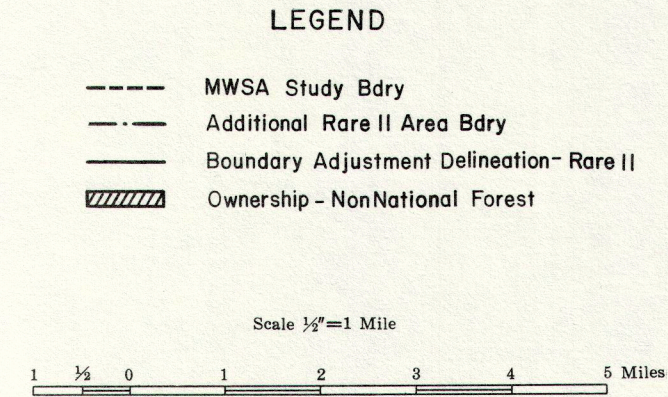 LEGEND
MWSA Study Bdry
Additional Rare II Area Bdry
Boundary Adjustment Delineation- Rare II
Ownership - NonNational Forest
Scale ½"=1 Mile
1 ½ 0 1 2 3 4 5 Miles